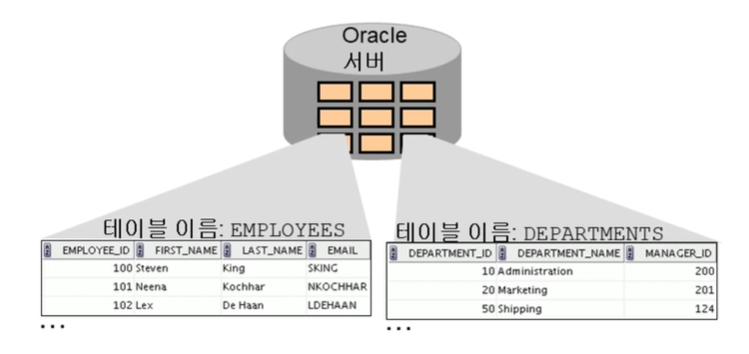 Oracle
서버
테이블 이름: EMPLOYEES
EMPLOYEE_ID FIRST_NAME LAST_NAME EMAIL
100 Steven King SKING
101 Neena Kochhar NKOCHHAR
102 Lex De Haan LDEHAAN
...
테이블 이름: DEPARTMENTS
DEPARTMENT_ID DEPARTMENT_NAME MANAGER_ID
10 Administration 200
20 Marketing 201
50 Shipping 124
...